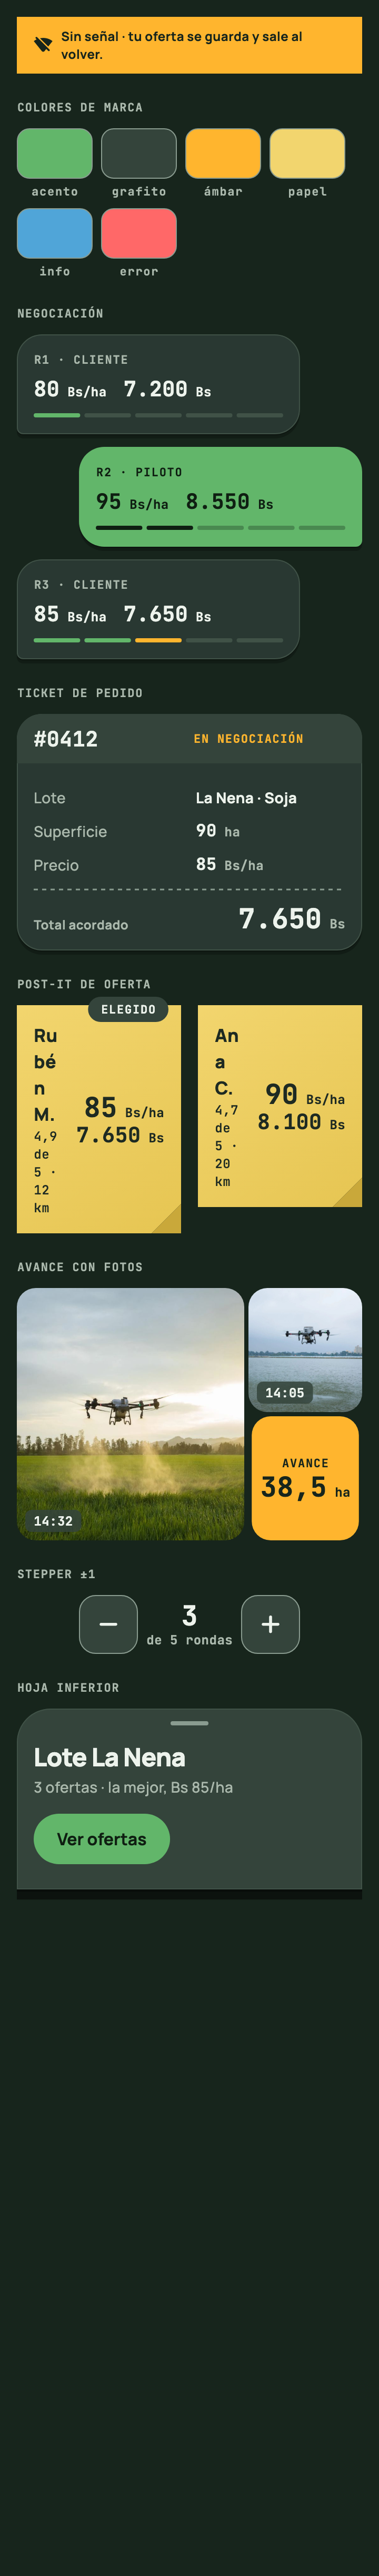 Sin señal · tu oferta se guarda y sale al
volver.
COLORES DE MARCA
acento
grafito
ámbar
papel
info
error
NEGOCIACIÓN
R1 · CLIENTE
80 Bs/ha 7.200 Bs
R2 · PILOTO
95 Bs/ha 8.550 Bs
R3 · CLIENTE
85 Bs/ha 7.650 Bs
TICKET DE PEDIDO
#0412
EN NEGOCIACIÓN
Lote
La Nena · Soja
Superficie
90 ha
Precio
85 Bs/ha
Total acordado
7.650 Bs
POST-IT DE OFERTA
ELEGIDO
Ru
bé
n
M.
4,9
de
5 ·
12
km
85 Bs/ha
7.650 Bs
An
a
C.
4,7
de
5 ·
20
km
90 Bs/ha
8.100 Bs
AVANCE CON FOTOS
14:32
14:05
AVANCE
38,5 ha
STEPPER ±1
−
3
de 5 rondas
+
HOJA INFERIOR
Lote La Nena
3 ofertas · la mejor, Bs 85/ha
Ver ofertas